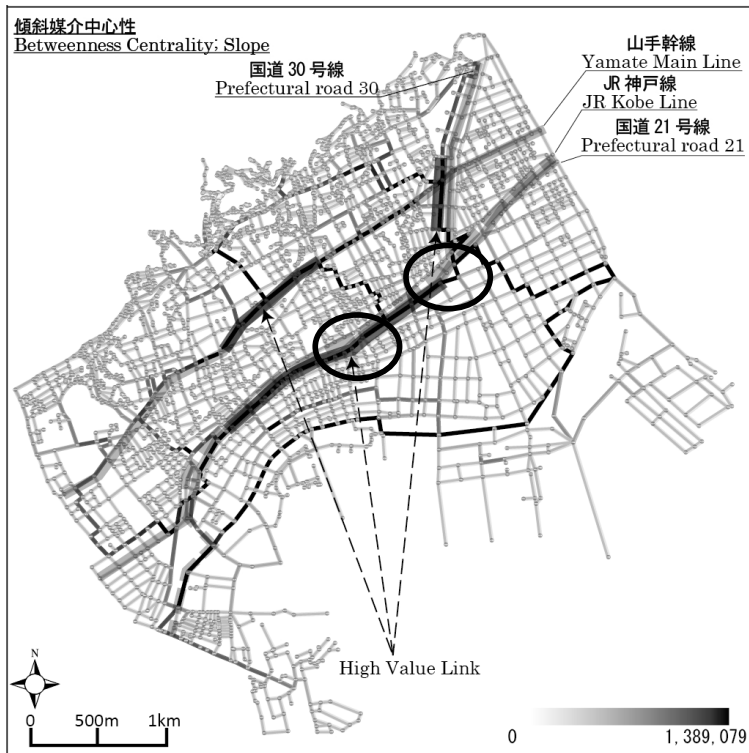 傾斜媒介中心性
Betweenness Centrality; Slope
国道 30 号線
Prefectural road 30
山手幹線
Yamate Main Line
JR 神戸線
JR Kobe Line
国道 21 号線
Prefectural road 21
High Value Link
N
0 500m 1km
0 1,389,079